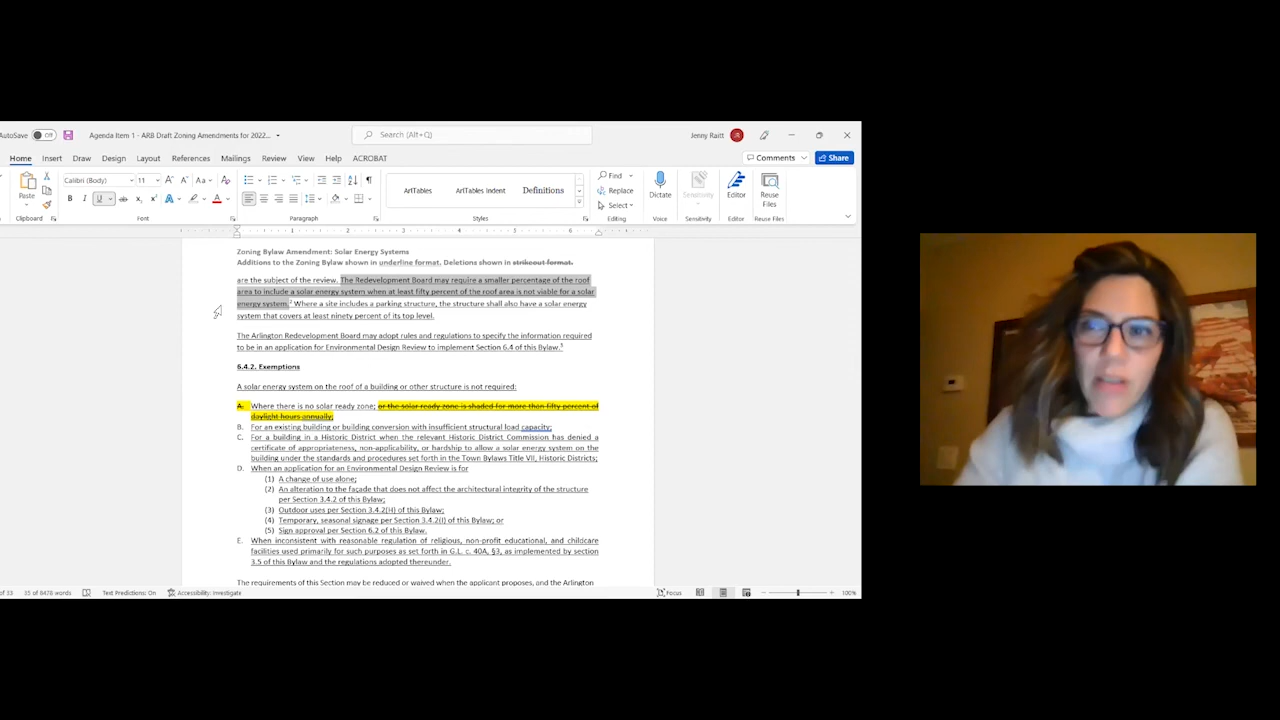 AutoSave Off Agenda Item 1 - ARB Draft Zoning Amendments for 2022... Search (Alt+Q) Jenny Raitt JR
Home Insert Draw Design Layout References Mailings Review View Help ACROBAT Comments Share
Paste Calibri (Body) 11 ArtTables ArtTables Indent Definitions Find Replace Select Dictate Sensitivity Editor Reuse Files
Clipboard Font Paragraph Styles Editing Voice Sensitivity Editor Reuse Files
1 2 3 4 5 6
Zoning Bylaw Amendment: Solar Energy Systems
Additions to the Zoning Bylaw shown in underline format. Deletions shown in strikeout format.
are the subject of the review. The Redevelopment Board may require a smaller percentage of the roof
area to include a solar energy system when at least fifty percent of the roof area is not viable for a solar
energy system.2 Where a site includes a parking structure, the structure shall also have a solar energy
system that covers at least ninety percent of its top level.
The Arlington Redevelopment Board may adopt rules and regulations to specify the information required
to be in an application for Environmental Design Review to implement Section 6.4 of this Bylaw.
6.4.2. Exemptions
A solar energy system on the roof of a building or other structure is not required:
A. Where there is no solar ready zone; or the solar ready zone is shaded for more than fifty percent of
daylight hours annually;
B. For an existing building or building conversion with insufficient structural load capacity;
C. For a building in a Historic District when the relevant Historic District Commission has denied a
certificate of appropriateness, non-applicability, or hardship to allow a solar energy system on the
building under the standards and procedures set forth in the Town Bylaws Title VII, Historic Districts;
D. When an application for an Environmental Design Review is for
(1) A change of use alone;
(2) An alteration to the façade that does not affect the architectural integrity of the structure
per Section 3.4.2 of this Bylaw;
(3) Outdoor uses per Section 3.4.2(H) of this Bylaw;
(4) Temporary, seasonal signage per Section 3.4.2(I) of this Bylaw; or
(5) Sign approval per Section 6.2 of this Bylaw.
E. When inconsistent with reasonable regulation of religious, non-profit educational, and childcare
facilities used primarily for such purposes as set forth in G.L. c. 40A, §3, as implemented by section
3.5 of this Bylaw and the regulations adopted thereunder.
The requirements of this Section may be reduced or waived when the applicant proposes, and the Arlington
of 33 35 of 8478 words Text Predictions: On Accessibility: Investigate Focus 100%